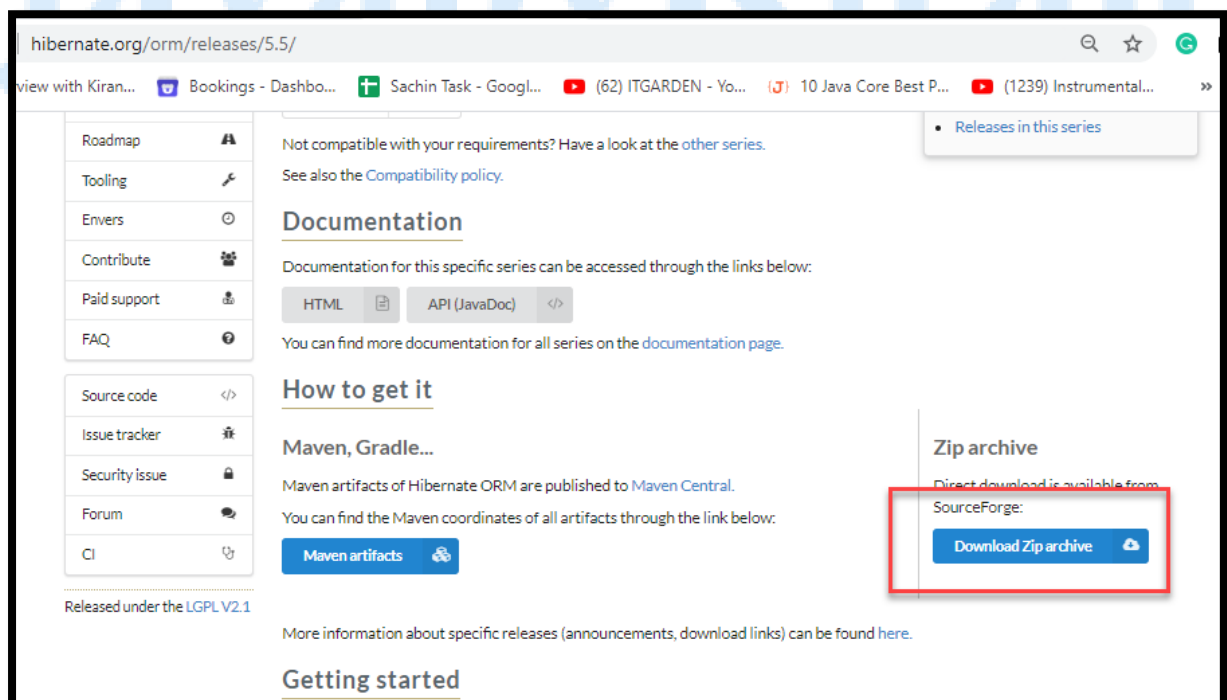 hibernate.org/orm/releases/5.5/
view with Kiran... Bookings - Dashbo... Sachin Task - Googl... (62) ITGARDEN - Yo... {J} 10 Java Core Best P... (1239) Instrumental... »
Roadmap
Tooling
Envers
Contribute
Paid support
FAQ
Source code
Issue tracker
Security issue
Forum
CI
Released under the LGPL V2.1
Not compatible with your requirements? Have a look at the other series.
See also the Compatibility policy.
Documentation
Documentation for this specific series can be accessed through the links below:
HTML API (JavaDoc) </>
You can find more documentation for all series on the documentation page.
How to get it
Maven, Gradle...
Maven artifacts of Hibernate ORM are published to Maven Central.
You can find the Maven coordinates of all artifacts through the link below:
Maven artifacts
Zip archive
Direct download is available from
SourceForge:
Download Zip archive
More information about specific releases (announcements, download links) can be found here.
Getting started
Releases in this series